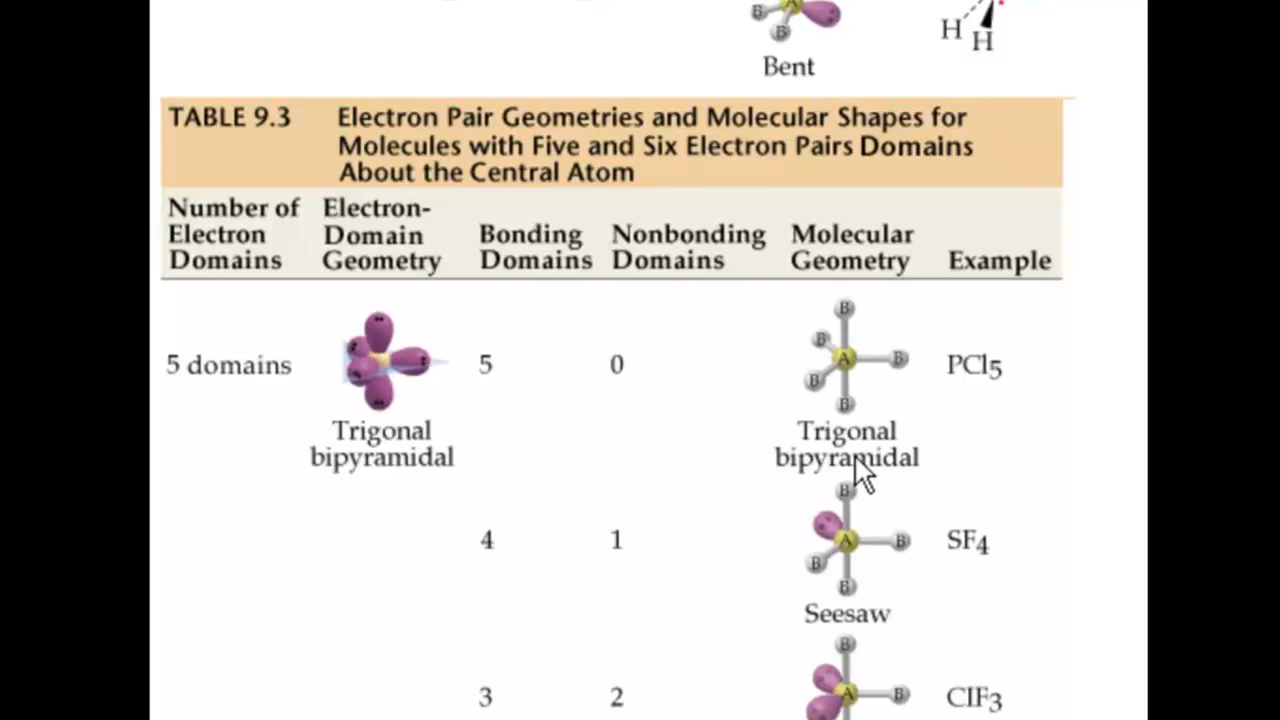 B
A
B
H
H
Bent
TABLE 9.3 Electron Pair Geometries and Molecular Shapes for
Molecules with Five and Six Electron Pairs Domains
About the Central Atom
Number of Electron-
Electron Domain Bonding Nonbonding Molecular
Domains Geometry Domains Domains Geometry Example
B
B
5 domains 5 0 A B PCl5
B
B
Trigonal Trigonal
bipyramidal bipyramidal
B
4 1 A B SF4
B
B
Seesaw
B
3 2 A B ClF3